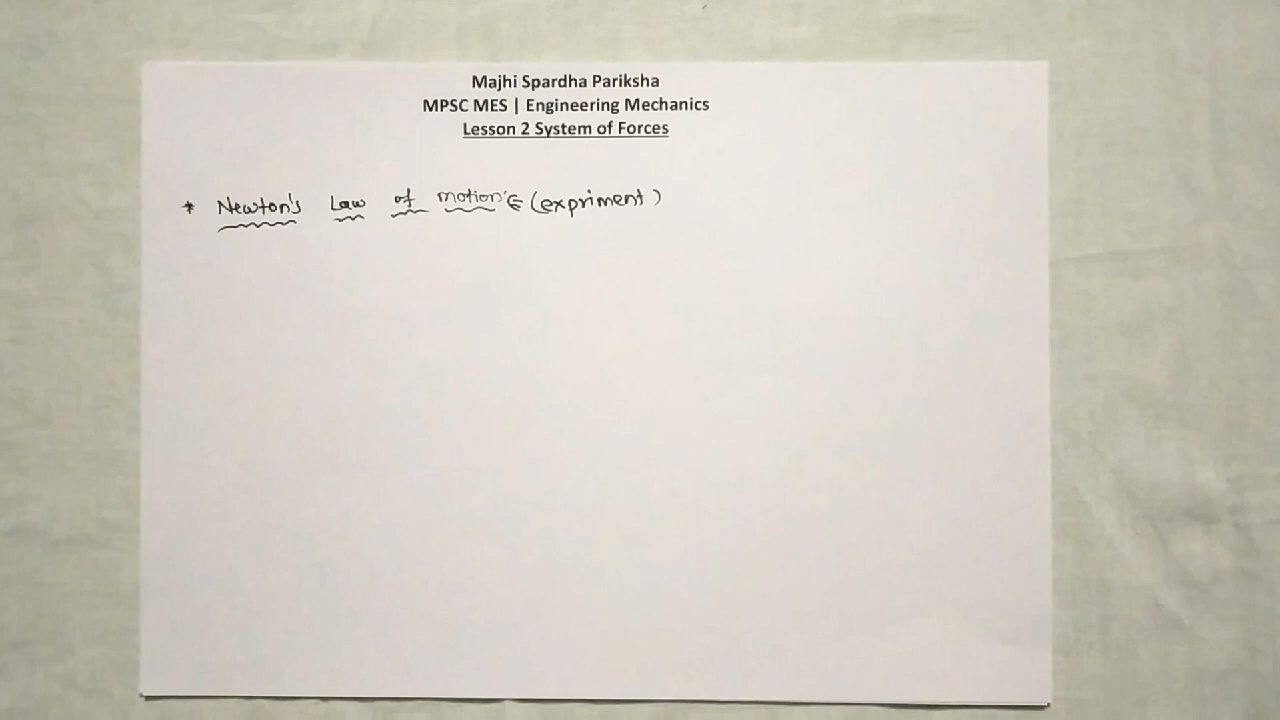 Majhi Spardha Pariksha
MPSC MES | Engineering Mechanics
Lesson 2 System of Forces
* Newton's Law of motion's (expriment)